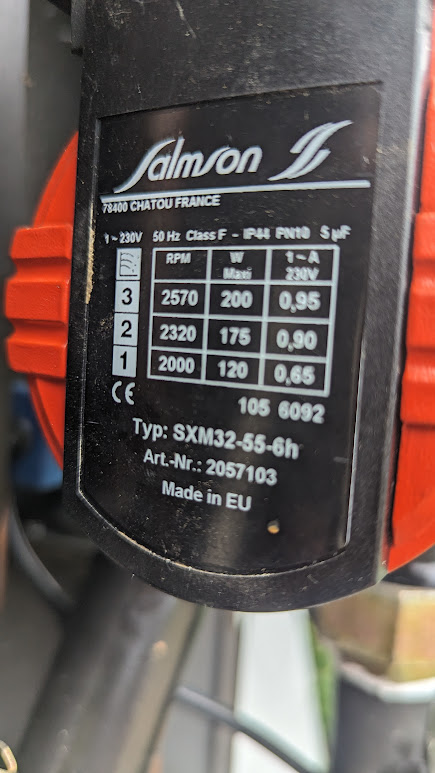 Salmson
78400 CHATOU FRANCE
1~230V 50 Hz Class F - IP44 PN10 5 µF
RPM W Maxi 1~A 230V
3 2570 200 0,95
2 2320 175 0,90
1 2000 120 0,65
CE 105 6092
Typ: SXM32-55-6h
Art.-Nr.: 2057103
Made in EU